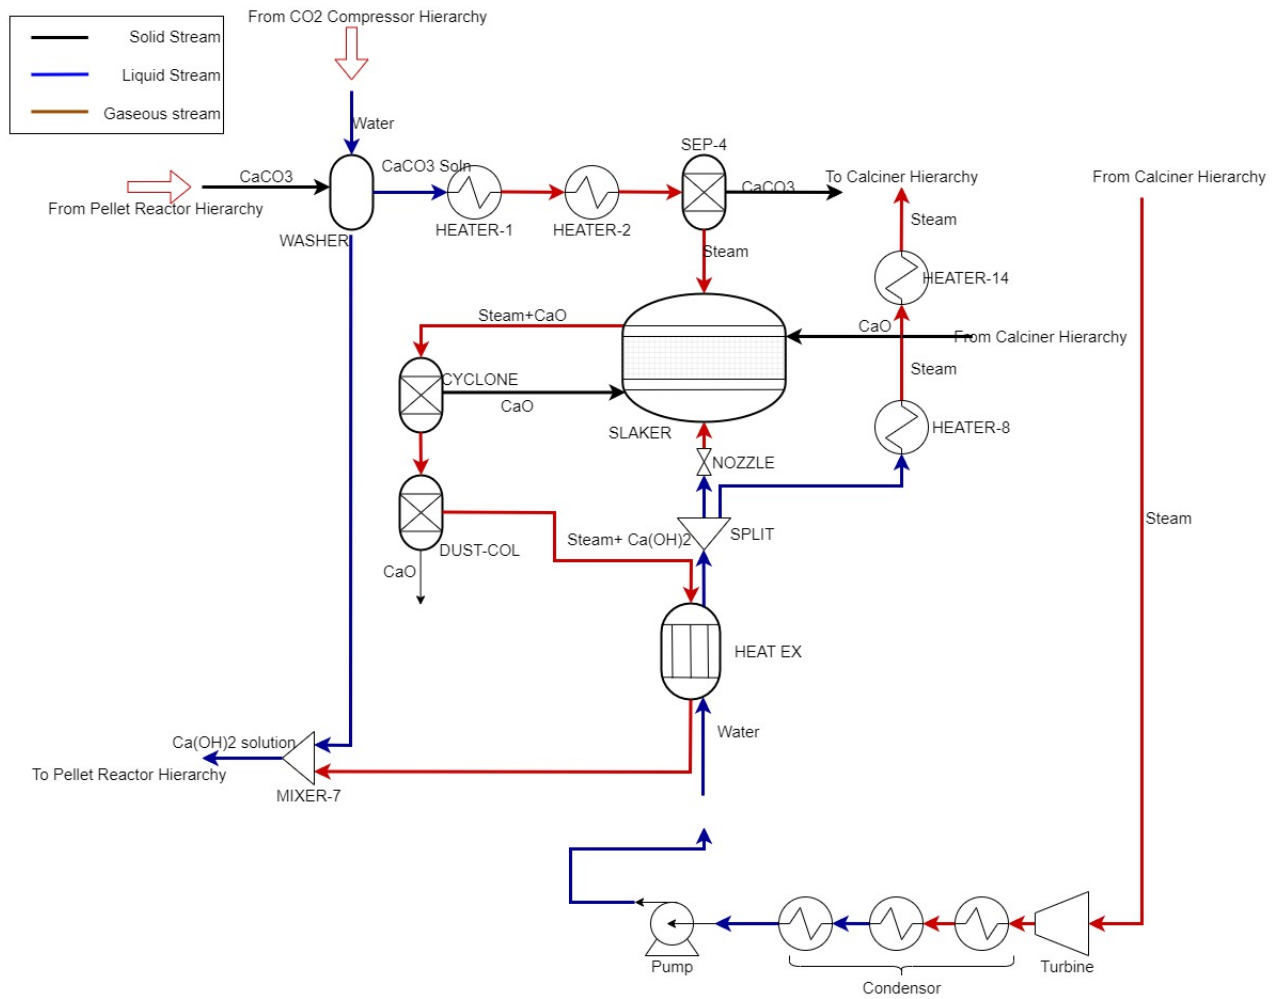 From CO2 Compressor Hierarchy
Solid Stream
Liquid Stream
Gaseous stream
Water
SEP-4
CaCO3 Soln
CaCO3
CaCO3
To Calciner Hierarchy
From Calciner Hierarchy
From Pellet Reactor Hierarchy
Steam
HEATER-1
HEATER-2
WASHER
Steam
HEATER-14
Steam+CaO
CaO
From Calciner Hierarchy
Steam
CYCLONE
CaO
SLAKER
HEATER-8
NOZZLE
Steam
SPLIT
Steam+ Ca(OH)2
DUST-COL
CaO
HEAT EX
Water
Ca(OH)2 solution
To Pellet Reactor Hierarchy
MIXER-7
Pump
Turbine
Condensor